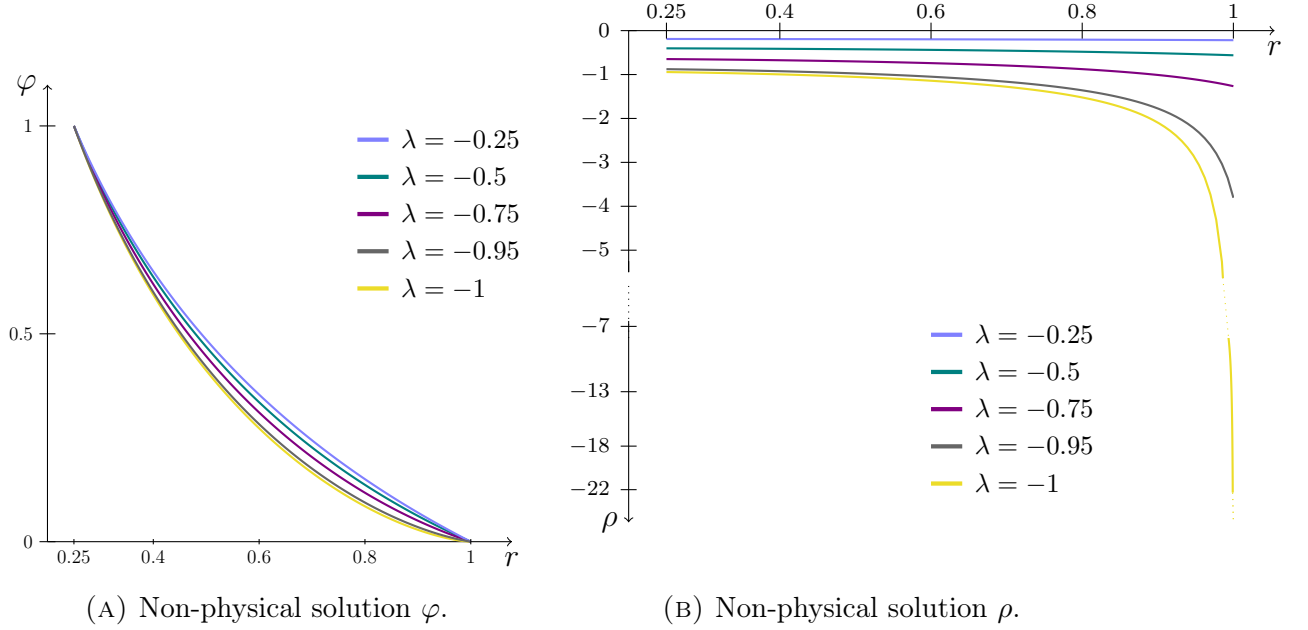 φ
1
0.5
0
0.25
0.4
0.6
0.8
1
r
λ = −0.25
λ = −0.5
λ = −0.75
λ = −0.95
λ = −1
(A) Non-physical solution φ.
0.25
0.4
0.6
0.8
1
r
0
−1
−2
−3
−4
−5
−7
−13
−18
−22
ρ
λ = −0.25
λ = −0.5
λ = −0.75
λ = −0.95
λ = −1
(B) Non-physical solution ρ.